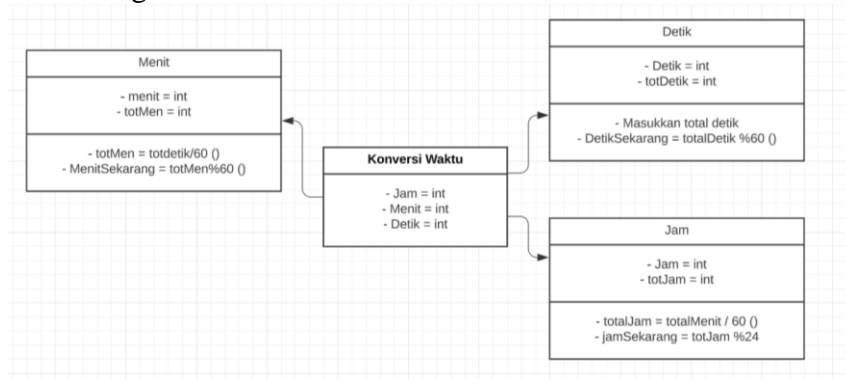 Menit
- menit = int
- totMen = int
- totMen = totdetik/60 ()
- MenitSekarang = totMen%60 ()
Konversi Waktu
- Jam = int
- Menit = int
- Detik = int
Detik
- Detik = int
- totDetik = int
- Masukkan total detik
- DetikSekarang = totalDetik %60 ()
Jam
- Jam = int
- totJam = int
- totalJam = totalMenit / 60 ()
- jamSekarang = totJam %24